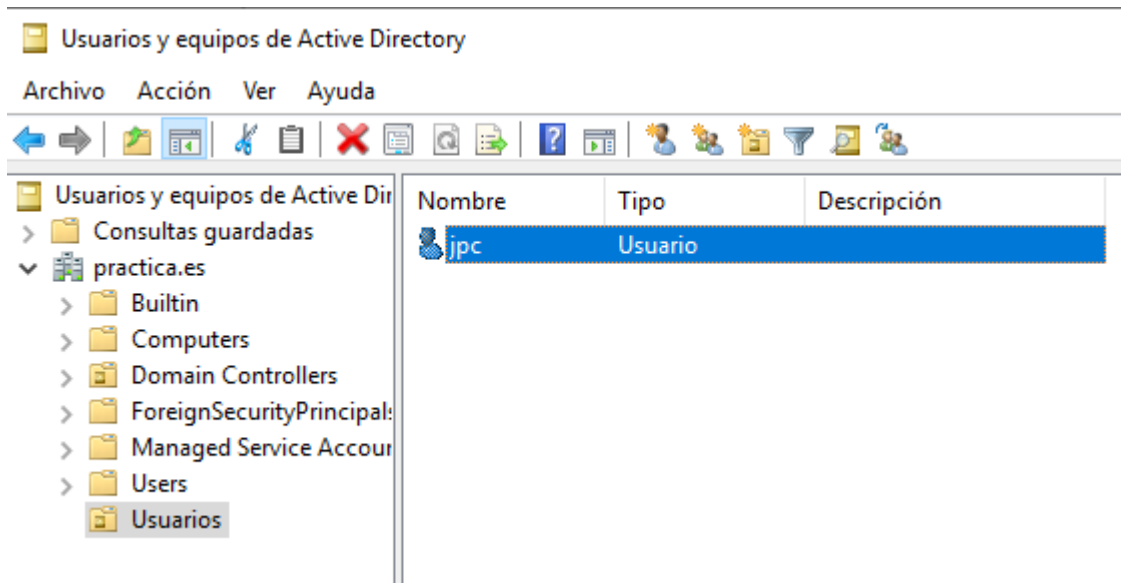 Usuarios y equipos de Active Directory
Archivo Acción Ver Ayuda
Usuarios y equipos de Active Dir
Consultas guardadas
practica.es
Builtin
Computers
Domain Controllers
ForeignSecurityPrincipals
Managed Service Accour
Users
Usuarios
Nombre Tipo Descripción
jpc Usuario